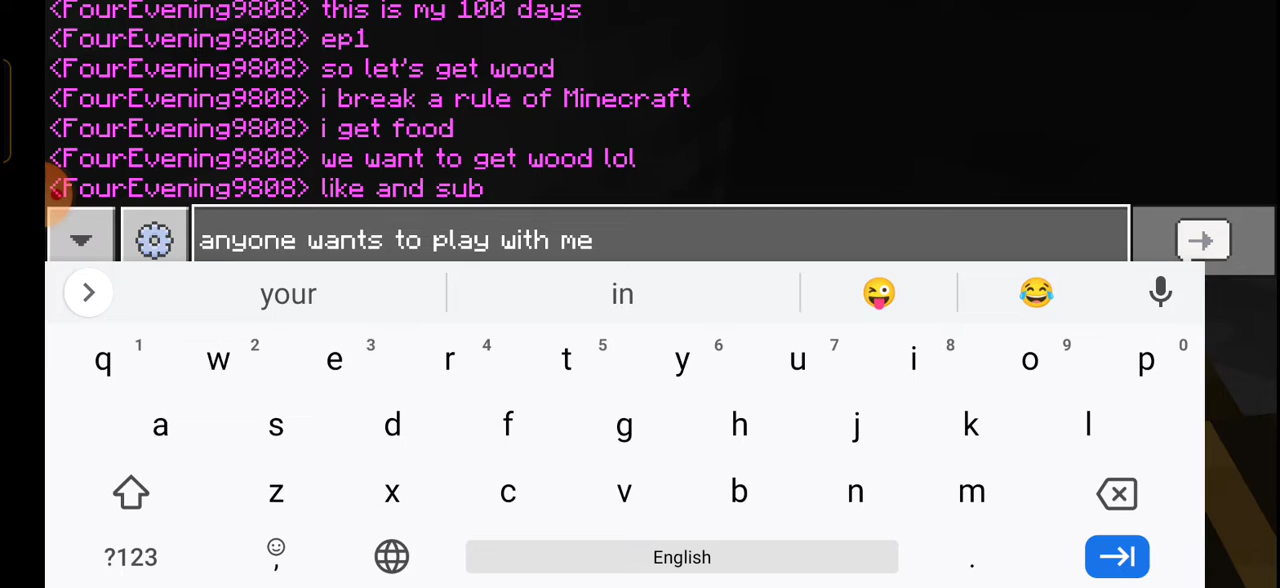 <FourEvening9808> this is my 100 days
<FourEvening9808> ep1
<FourEvening9808> so let's get wood
<FourEvening9808> i break a rule of Minecraft
<FourEvening9808> i get food
<FourEvening9808> we want to get wood lol
<FourEvening9808> like and sub
anyone wants to play with me
your in 😜 😂
1 2 3 4 5 6 7 8 9 0
q w e r t y u i o p
a s d f g h j k l
z x c v b n m
?123 , English .